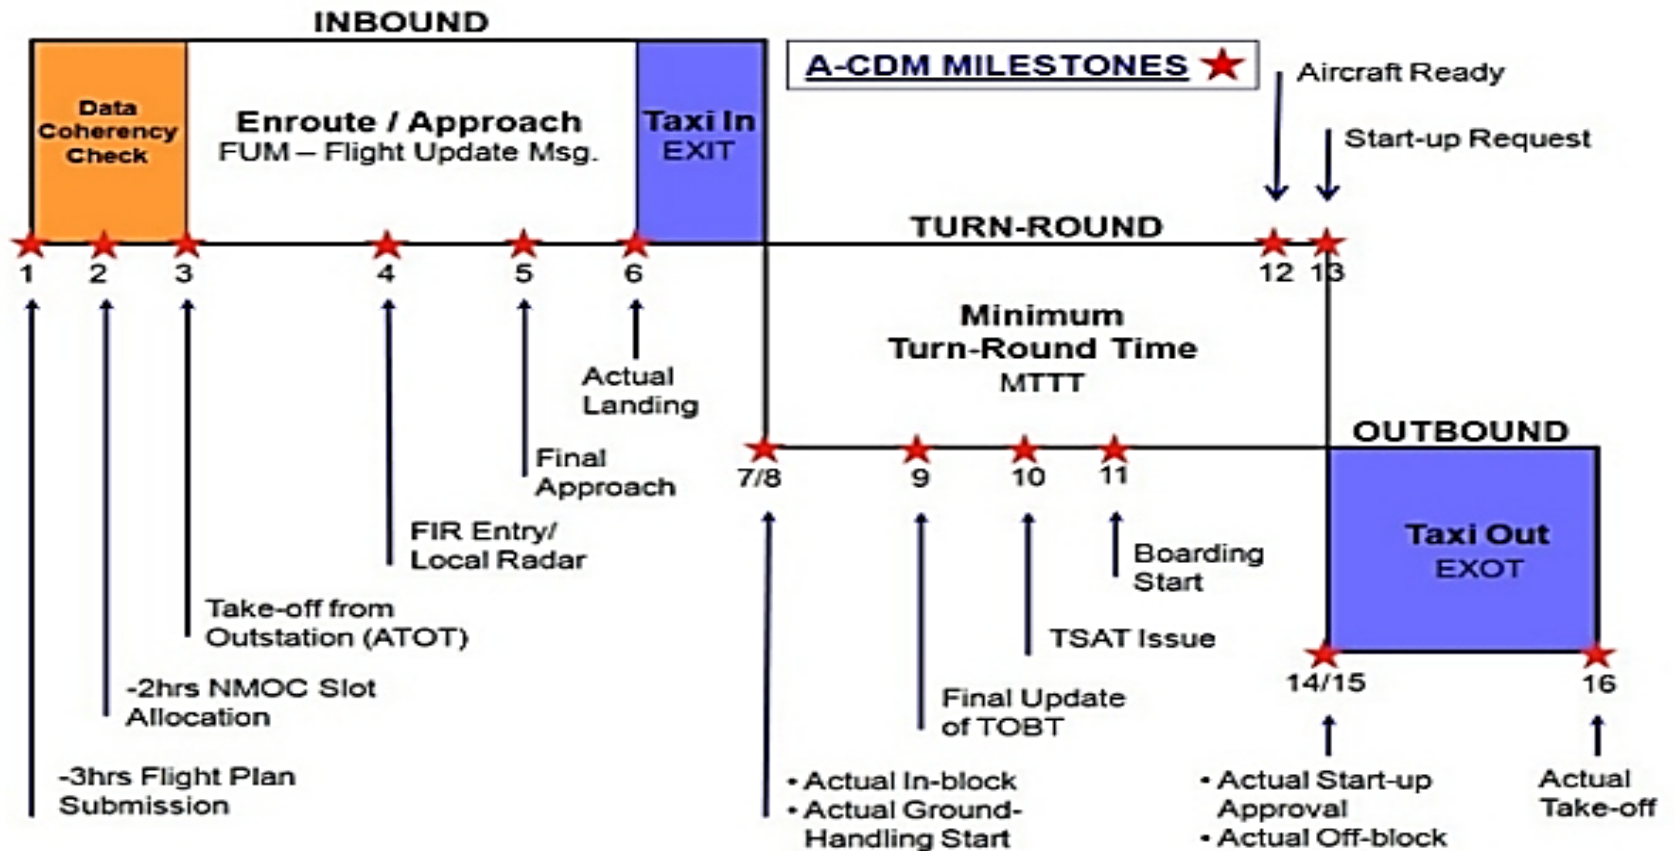 INBOUND
A-CDM MILESTONES
Data
Coherency
Check
Enroute / Approach
FUM – Flight Update Msg.
Taxi In
EXIT
Aircraft Ready
Start-up Request
TURN-ROUND
1
2
3
4
5
6
12
13
Minimum
Turn-Round Time
MTTT
Actual
Landing
Final
Approach
FIR Entry/
Local Radar
Take-off from
Outstation (ATOT)
-2hrs NMOC Slot
Allocation
-3hrs Flight Plan
Submission
7/8
9
10
11
OUTBOUND
Taxi Out
EXOT
Boarding
Start
TSAT Issue
Final Update
of TOBT
• Actual In-block
• Actual Ground-
Handling Start
14/15
16
• Actual Start-up
Approval
• Actual Off-block
Actual
Take-off